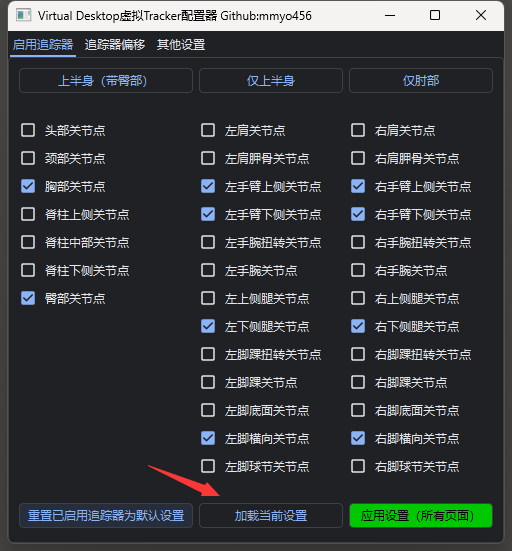 Virtual Desktop虚拟Tracker配置器 Github:mmyo456
启用追踪器 追踪器偏移 其他设置
上半身（带臀部） 仅上半身 仅肘部
头部关节点 左肩关节点 右肩关节点
颈部关节点 左肩胛骨关节点 右肩胛骨关节点
胸部关节点 左手臂上侧关节点 右手臂上侧关节点
脊柱上侧关节点 左手臂下侧关节点 右手臂下侧关节点
脊柱中部关节点 左手腕扭转关节点 右手腕扭转关节点
脊柱下侧关节点 左手腕关节点 右手腕关节点
臀部关节点 左上侧腿关节点 右上侧腿关节点
左下侧腿关节点 右下侧腿关节点
左脚踝扭转关节点 右脚踝扭转关节点
左脚踝关节点 右脚踝关节点
左脚底面关节点 右脚底面关节点
左脚横向关节点 右脚横向关节点
左脚球节关节点 右脚球节关节点
重置已启用追踪器为默认设置 加载当前设置 应用设置（所有页面）